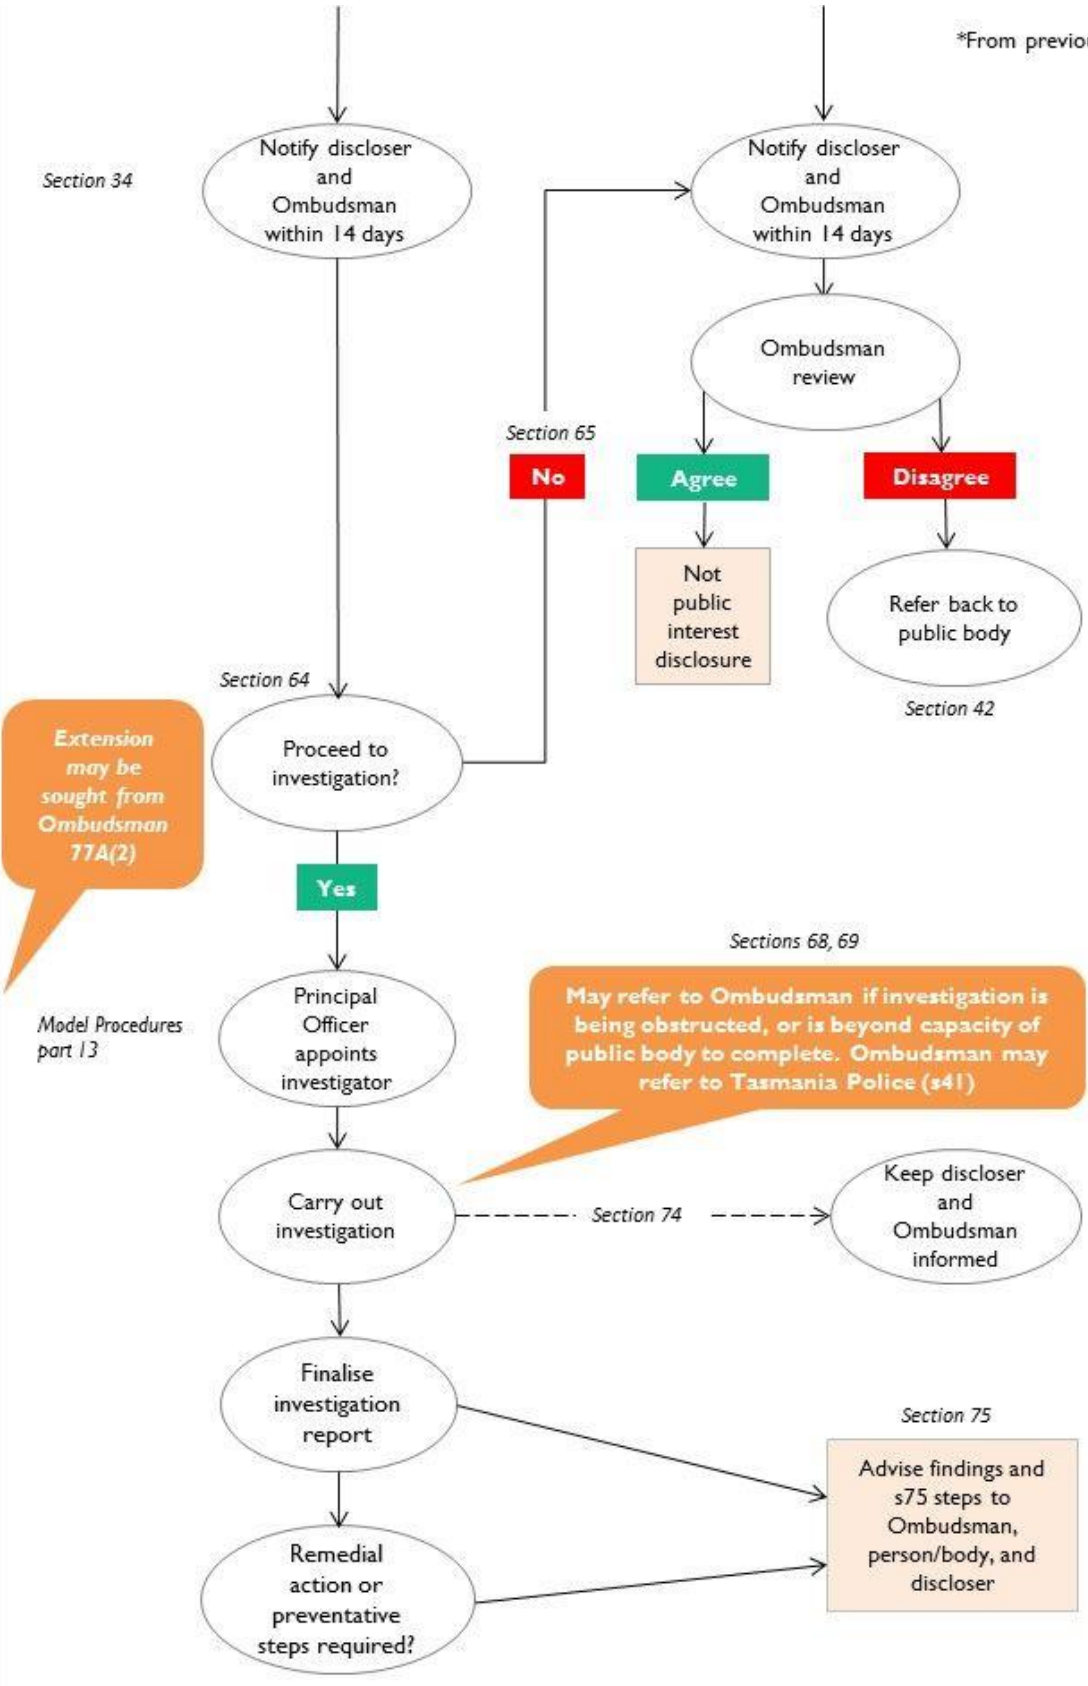 *From previo
Section 34
Notify discloser
and
Ombudsman
within 14 days
Notify discloser
and
Ombudsman
within 14 days
Ombudsman
review
Section 65
No
Agree
Disagree
Not
public
interest
disclosure
Refer back to
public body
Section 42
Section 64
Extension
may be
sought from
Ombudsman
77A(2)
Proceed to
investigation?
Yes
Sections 68, 69
May refer to Ombudsman if investigation is
being obstructed, or is beyond capacity of
public body to complete. Ombudsman may
refer to Tasmania Police (s41)
Model Procedures
part 13
Principal
Officer
appoints
investigator
Carry out
investigation
Section 74
Keep discloser
and
Ombudsman
informed
Finalise
investigation
report
Section 75
Advise findings and
s75 steps to
Ombudsman,
person/body, and
discloser
Remedial
action or
preventative
steps required?